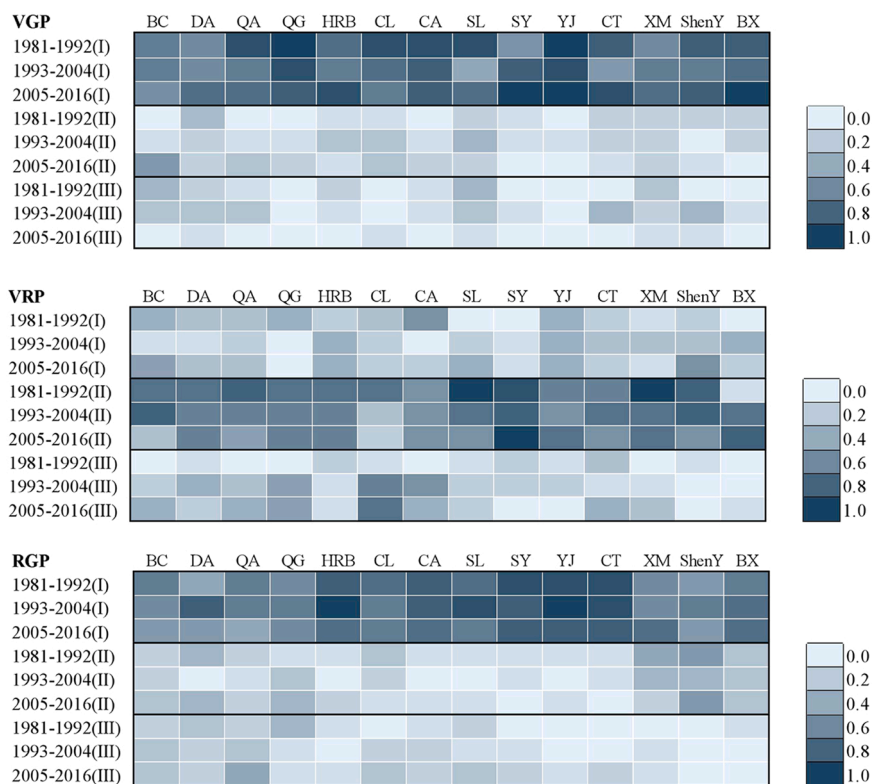 VGP BC DA QA QG HRB CL CA SL SY YJ CT XM ShenY BX
1981-1992(I)
1993-2004(I)
2005-2016(I)
1981-1992(II)
1993-2004(II)
2005-2016(II)
1981-1992(III)
1993-2004(III)
2005-2016(III)
0.0
0.2
0.4
0.6
0.8
1.0
VRP BC DA QA QG HRB CL CA SL SY YJ CT XM ShenY BX
1981-1992(I)
1993-2004(I)
2005-2016(I)
1981-1992(II)
1993-2004(II)
2005-2016(II)
1981-1992(III)
1993-2004(III)
2005-2016(III)
0.0
0.2
0.4
0.6
0.8
1.0
RGP BC DA QA QG HRB CL CA SL SY YJ CT XM ShenY BX
1981-1992(I)
1993-2004(I)
2005-2016(I)
1981-1992(II)
1993-2004(II)
2005-2016(II)
1981-1992(III)
1993-2004(III)
2005-2016(III)
0.0
0.2
0.4
0.6
0.8
1.0